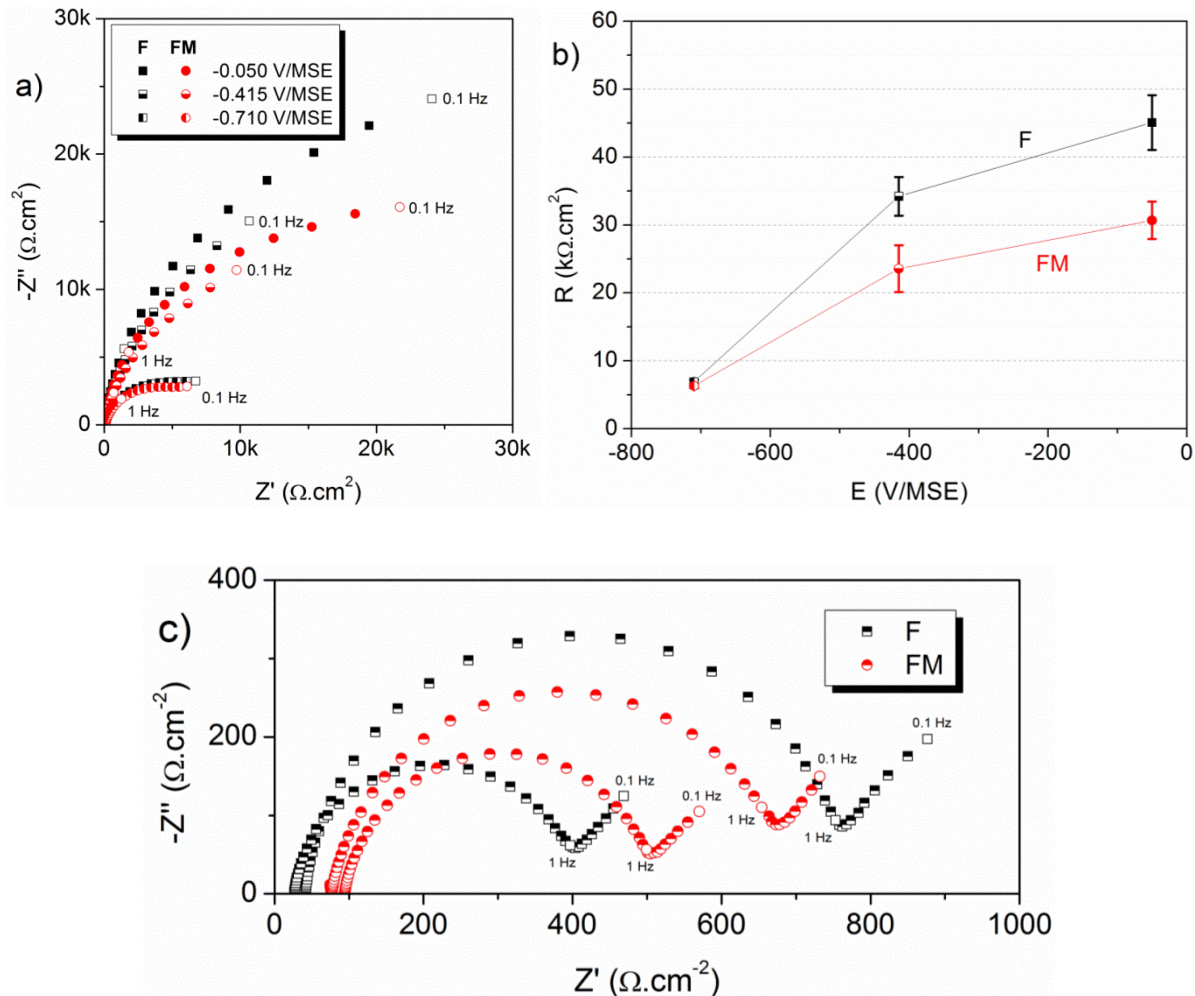 a)
F FM
-0.050 V/MSE
-0.415 V/MSE
-0.710 V/MSE
30k
20k
10k
0
-Z" (Ω.cm²)
0.1 Hz
0.1 Hz
0.1 Hz
1 Hz
0.1 Hz
1 Hz
0 10k 20k 30k
Z' (Ω.cm²)
b)
60
50
40
30
20
10
0
R (kΩ.cm²)
F
FM
-800 -600 -400 -200 0
E (V/MSE)
c)
F
FM
400
200
0
-Z" (Ω.cm⁻²)
0.1 Hz
0.1 Hz
0.1 Hz
0.1 Hz
1 Hz
1 Hz
1 Hz
1 Hz
0 200 400 600 800 1000
Z' (Ω.cm⁻²)